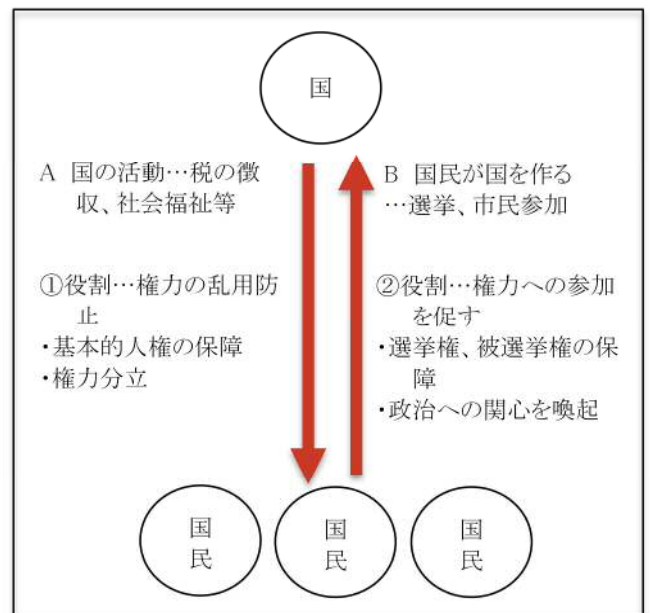 国
A 国の活動…税の徴
収、社会福祉等
①役割…権力の乱用防
止
・基本的人権の保障
・権力分立
B 国民が国を作る
…選挙、市民参加
②役割…権力への参加
を促す
・選挙権、被選挙権の保
障
・政治への関心を喚起
国民
国民
国民